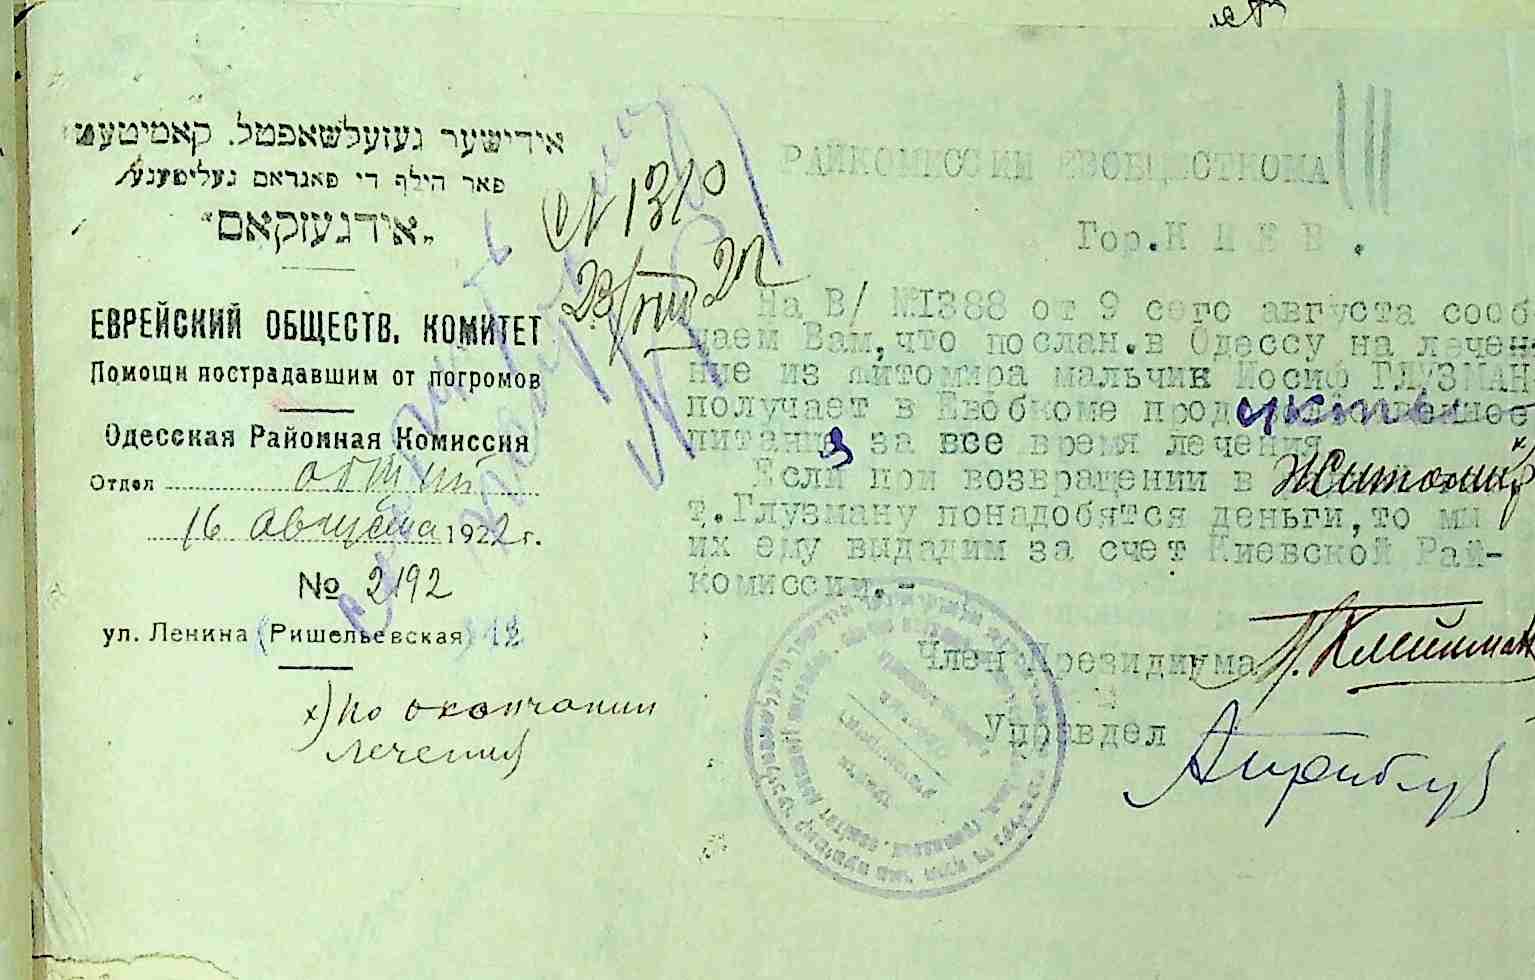 אידישער געזעלשאפטל. קאמיטעט
פאר הילף די פאגראם געליטענע
„אידגעזקאם"
ЕВРЕЙСКИЙ ОБЩЕСТВ. КОМИТЕТ
Помощи пострадавшим от погромов
Одесская Районная Комиссия
Отдел общий
16 августа 1922 г.
№ 2192
ул. Ленина (Ришельевская) 12
х) по окончании
лечения
№ 1310
23/VIII 22
РАЙКОМИССИИ ЕВОБЩЕСТКОМА
Гор. К И Е В .
На В/ №1388 от 9 сего августа сооб
щаем Вам, что послан. в Одессу на лечен-
ние из Житомира мальчик Иосиф ГЛУЗМАН
получает в Евобкоме
питание за все время лечения
Если при возвращении в Житомир х
т. Глузману понадобятся деньги, то мы
их ему выдадим за счет Киевской Рай-
комиссии.-
Член Президиума
Управдел